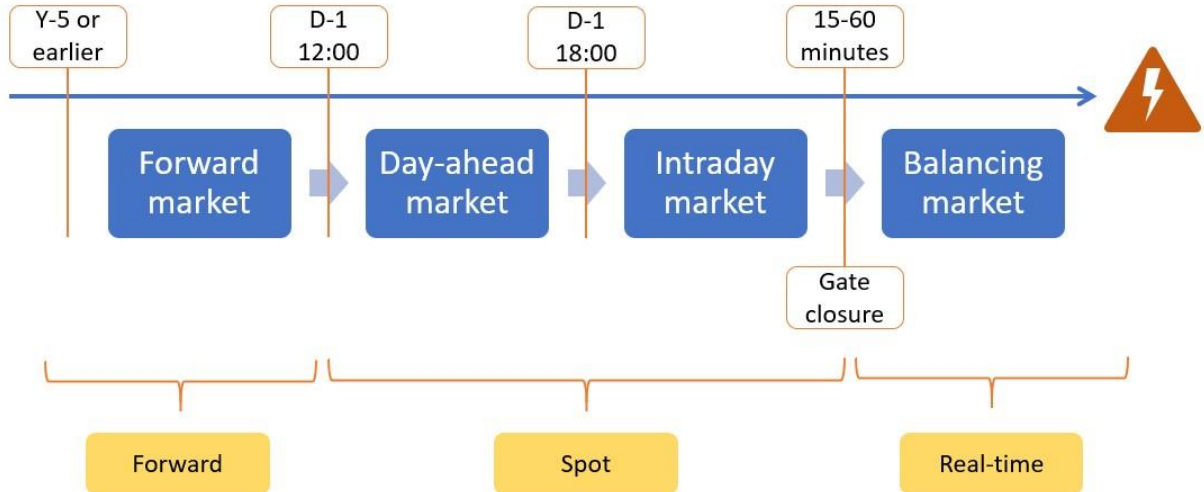 Y-5 or
earlier
D-1
12:00
D-1
18:00
15-60
minutes
Forward
market
Day-ahead
market
Intraday
market
Balancing
market
Gate
closure
Forward
Spot
Real-time